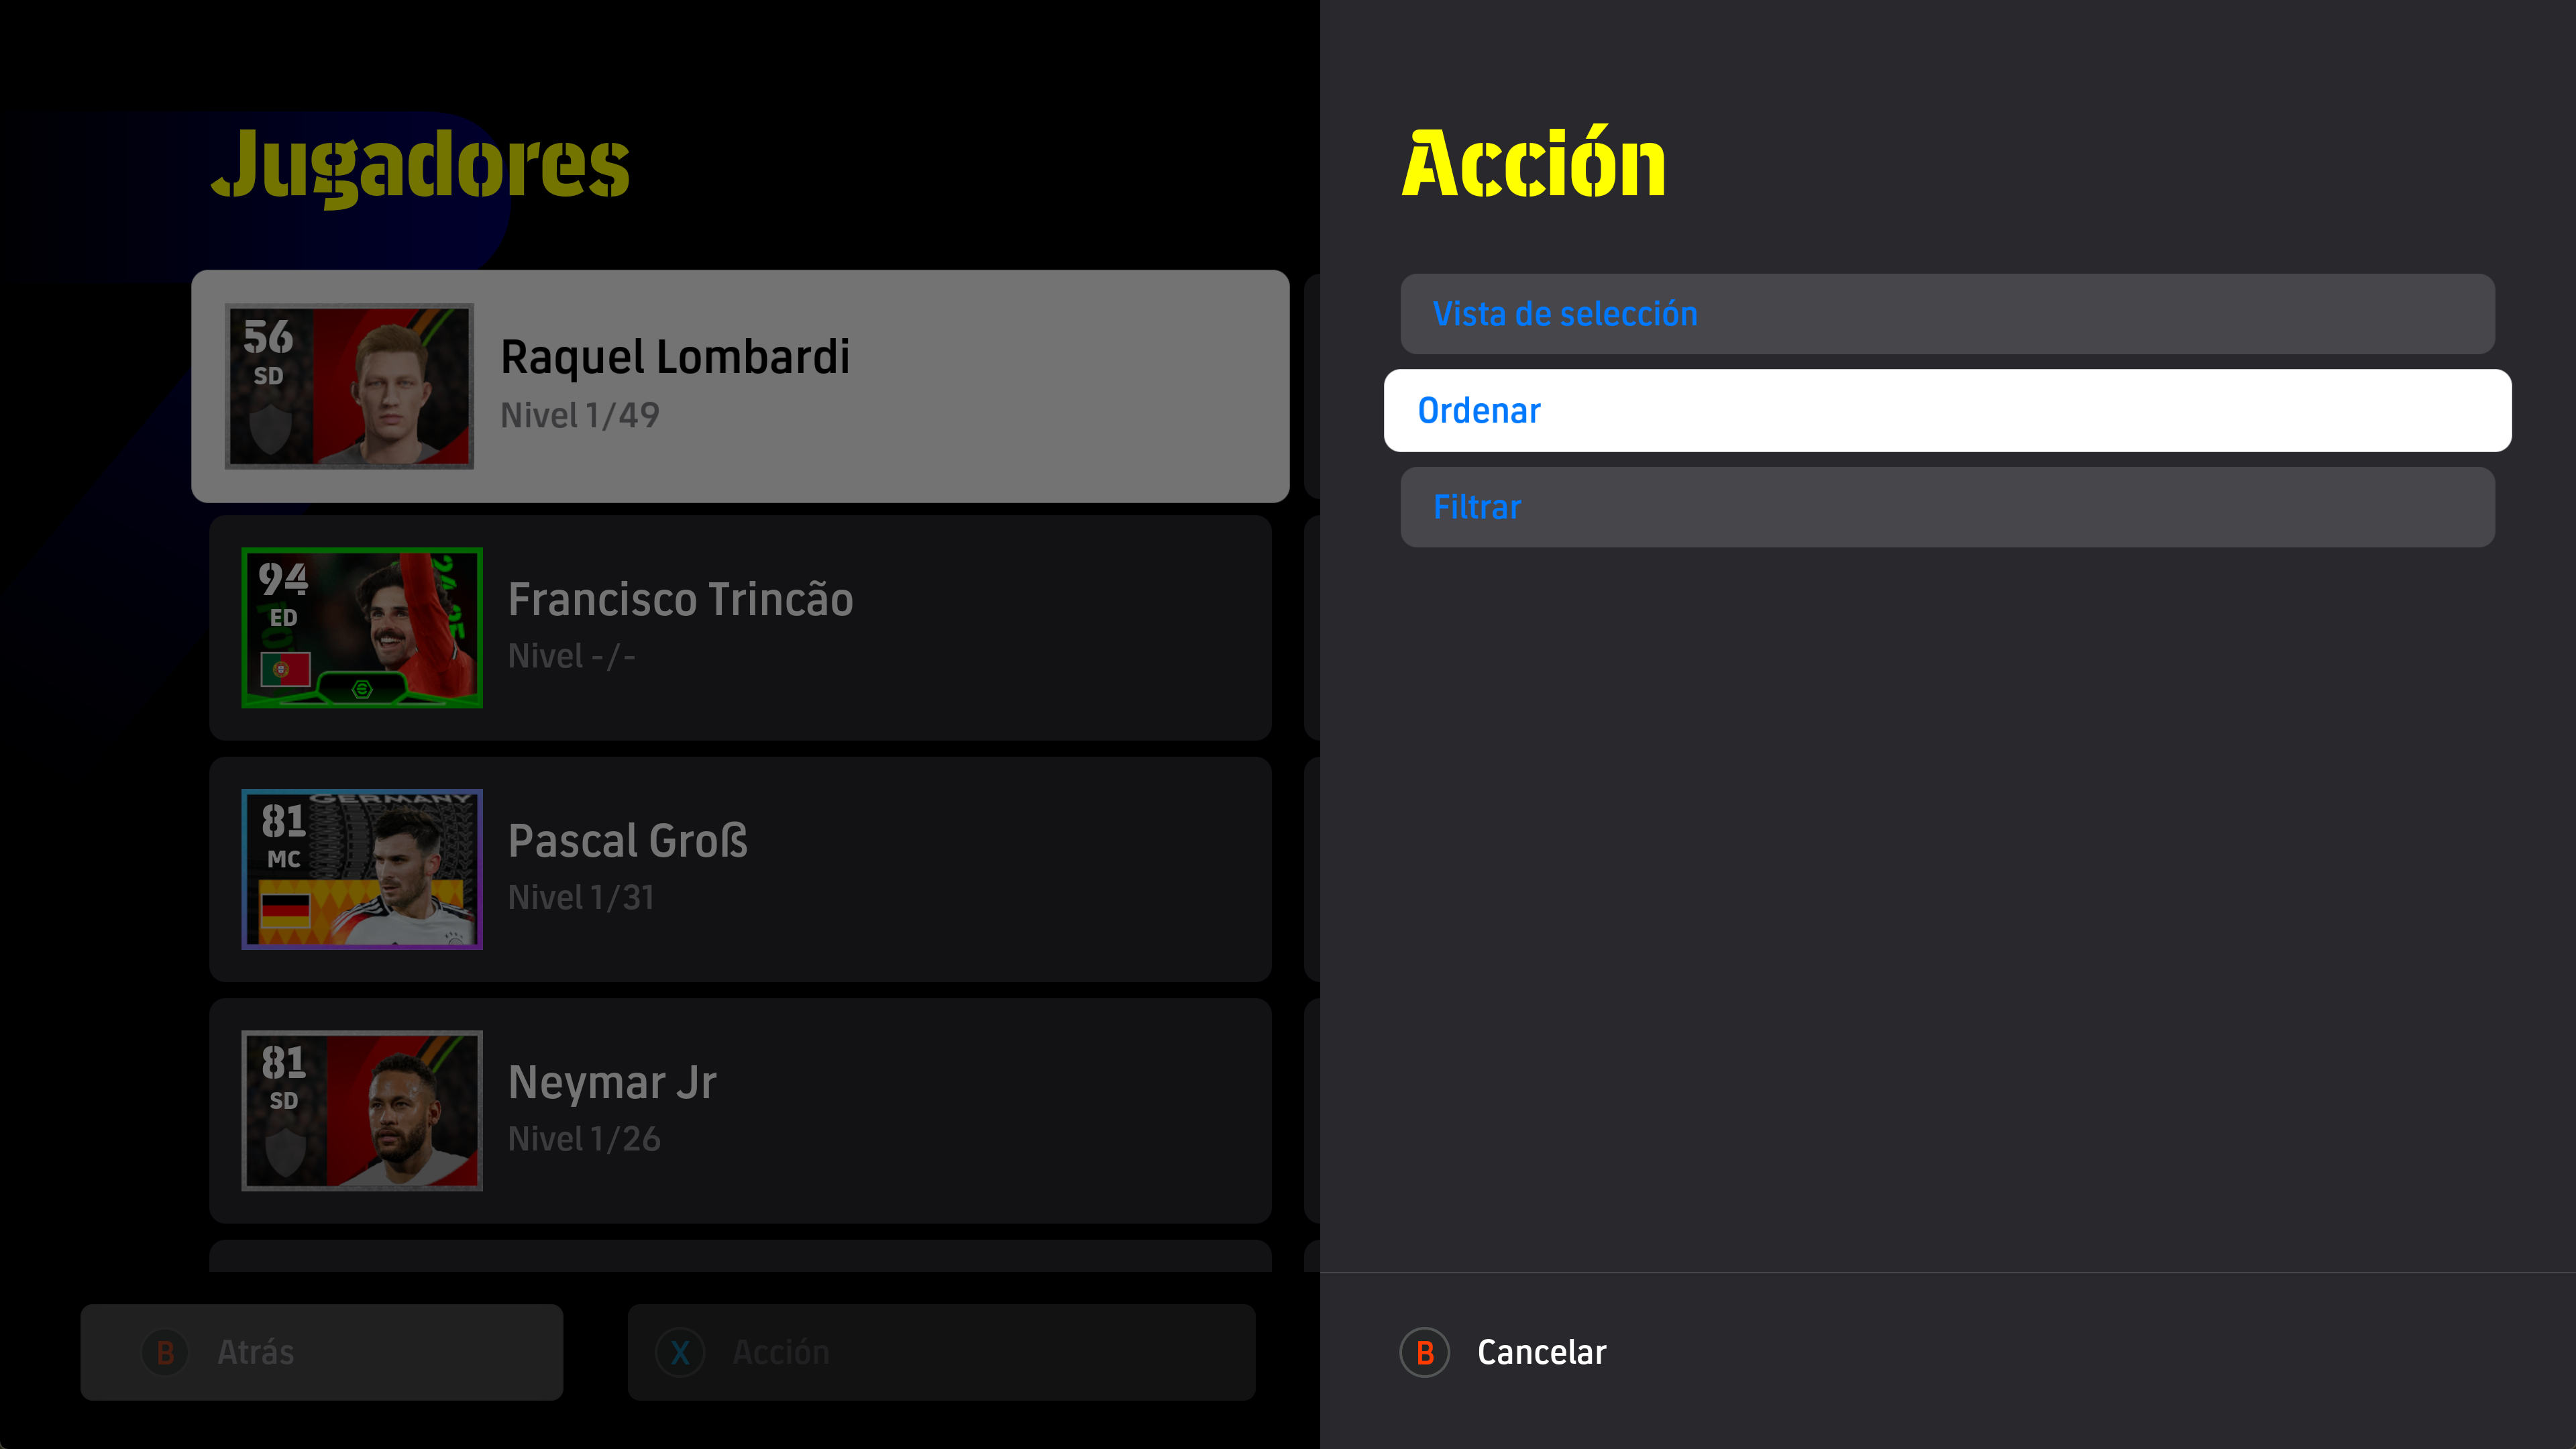 Jugadores
56
SD
Raquel Lombardi
Nivel 1/49
94
ED
Francisco Trincão
Nivel -/-
GERMANY
81
MC
Pascal Groß
Nivel 1/31
81
SD
Neymar Jr
Nivel 1/26
B Atrás
X Acción
Acción
Vista de selección
Ordenar
Filtrar
B Cancelar